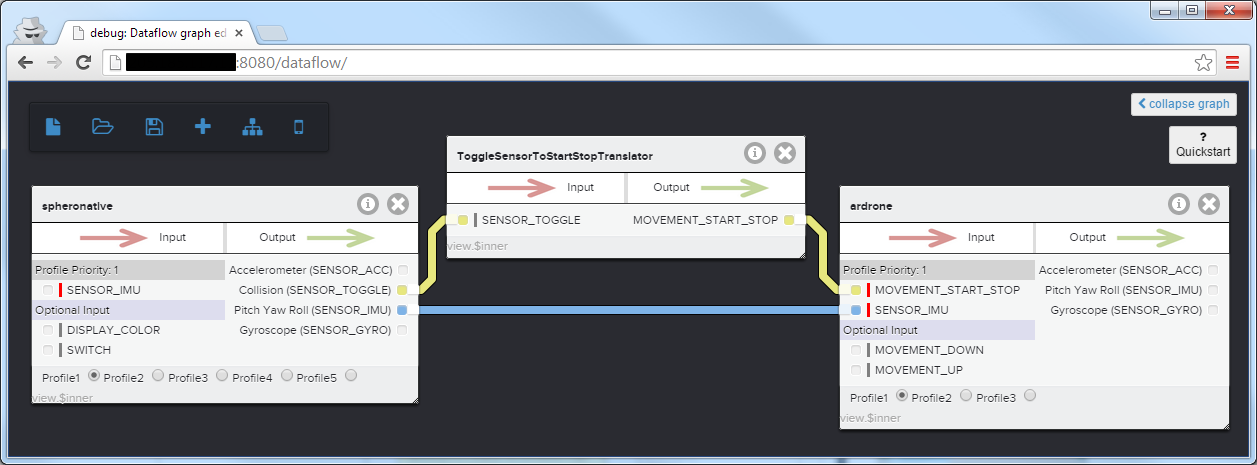 debug: Dataflow graph ed
:8080/dataflow/
collapse graph
?
Quickstart
ToggleSensorToStartStopTranslator
Input Output
SENSOR_TOGGLE MOVEMENT_START_STOP
view.$inner
spheronative
Input Output
Profile Priority: 1 Accelerometer (SENSOR_ACC)
SENSOR_IMU Collision (SENSOR_TOGGLE)
Optional Input Pitch Yaw Roll (SENSOR_IMU)
DISPLAY_COLOR Gyroscope (SENSOR_GYRO)
SWITCH
Profile1 Profile2 Profile3 Profile4 Profile5
view.$inner
ardrone
Input Output
Profile Priority: 1 Accelerometer (SENSOR_ACC)
MOVEMENT_START_STOP Pitch Yaw Roll (SENSOR_IMU)
SENSOR_IMU Gyroscope (SENSOR_GYRO)
Optional Input
MOVEMENT_DOWN
MOVEMENT_UP
Profile1 Profile2 Profile3
view.$inner